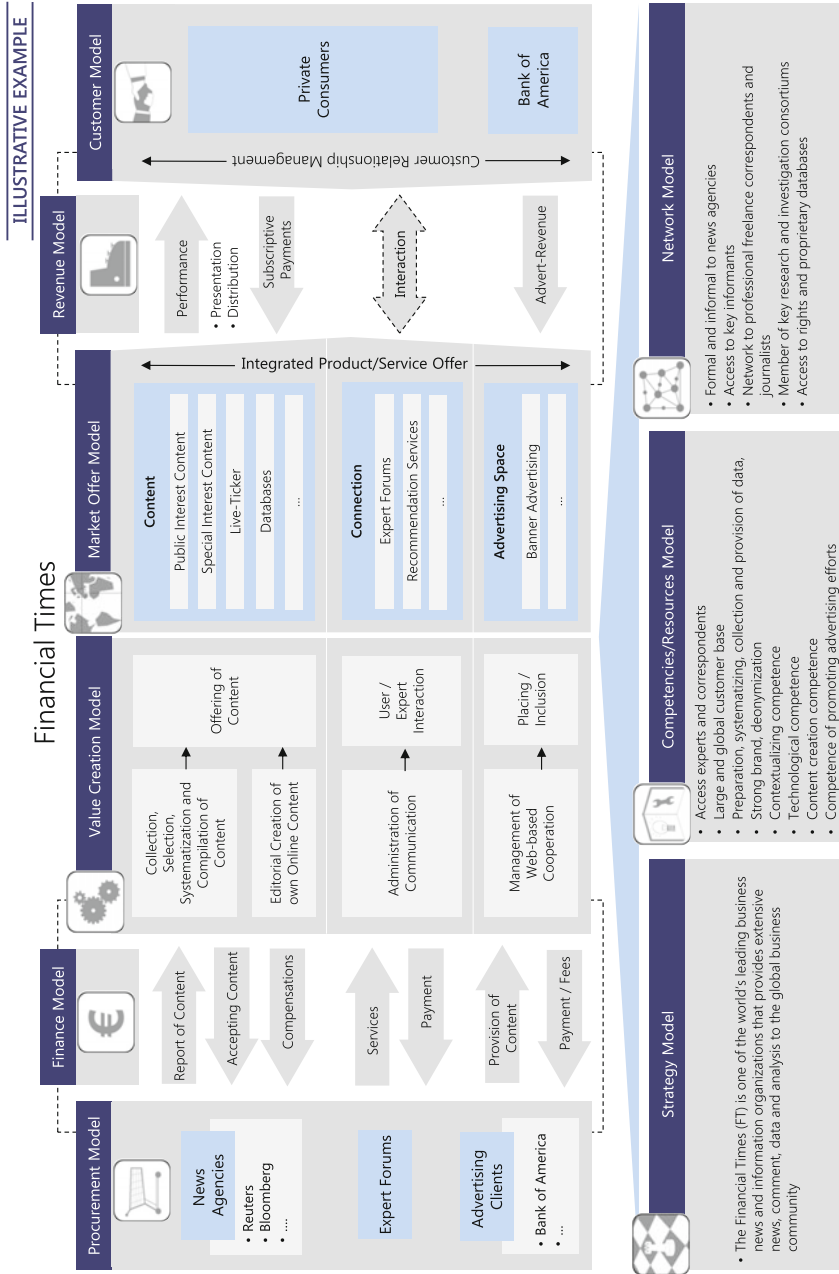 ILLUSTRATIVE EXAMPLE
Financial Times
Procurement Model
News
Agencies
• Reuters
• Bloomberg
• ....
Expert Forums
Advertising
Clients
• Bank of America
• ...
Finance Model
€
Report of Content
Accepting Content
Compensations
Services
Payment
Provision of
Content
Payment / Fees
Value Creation Model
Collection,
Selection,
Systematization and
Compilation of
Content
Editorial Creation of
own Online Content
Offering of
Content
Administration of
Communication
User /
Expert
Interaction
Management of
Web-based
Cooperation
Placing /
Inclusion
Market Offer Model
Content
Public Interest Content
Special Interest Content
Live-Ticker
Databases
...
Connection
Expert Forums
Recommendation Services
...
Advertising Space
Banner Advertising
...
Integrated Product/Service Offer
Revenue Model
Performance
• Presentation
• Distribution
Subscriptive
Payments
Interaction
Advert-Revenue
Customer Model
Customer Relationship Management
Private
Consumers
Bank of
America
Strategy Model
• The Financial Times (FT) is one of the world's leading business
news and information organizations that provides extensive
news, comment, data and analysis to the global business
community
Competencies/Resources Model
• Access experts and correspondents
• Large and global customer base
• Preparation, systematizing, collection and provision of data,
• Strong brand, deonymization
• Contextualizing competence
• Technological competence
• Content creation competence
• Competence of promoting advertising efforts
Network Model
• Formal and informal to news agencies
• Access to key informants
• Network to professional freelance correspondents and
journalists
• Member of key research and investigation consortiums
• Access to rights and proprietary databases